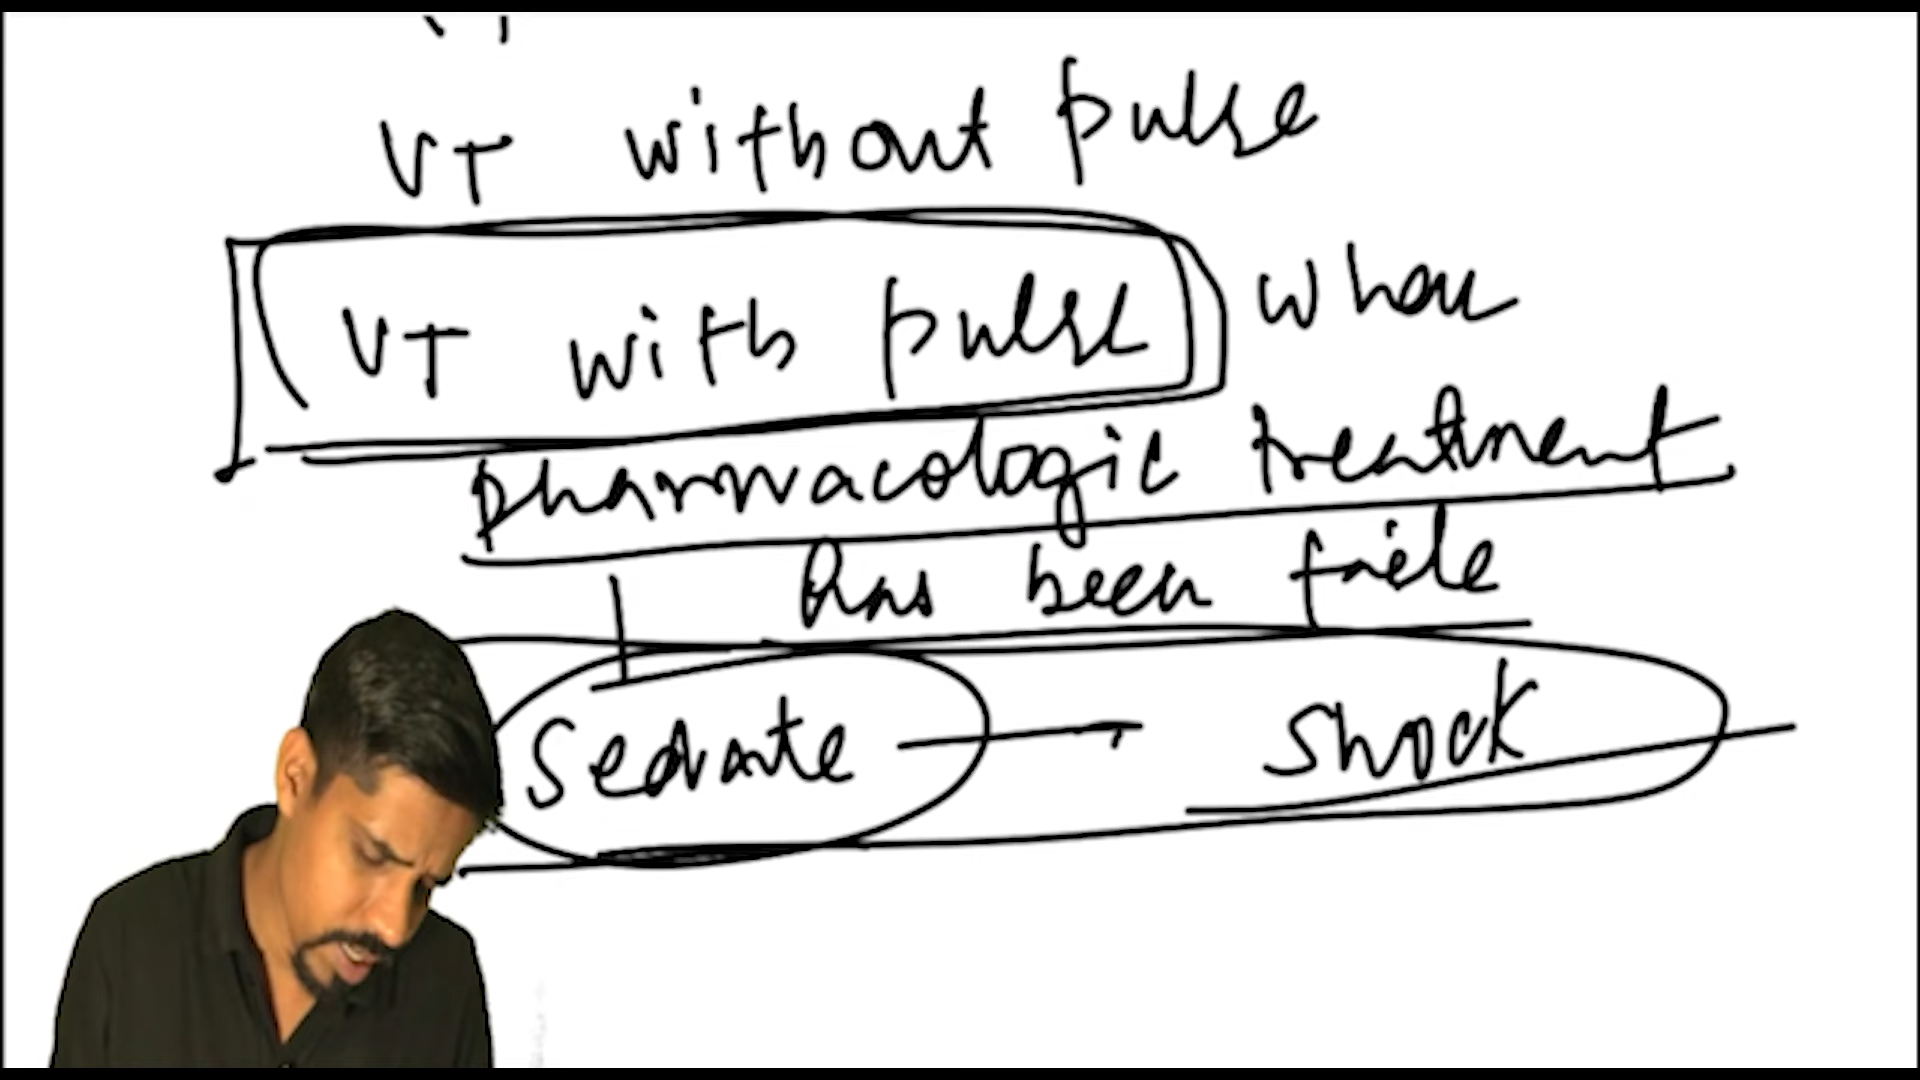 VT without pulse
VT with pulse when
pharmacologic treatment
has been faile
Sedate → Shock